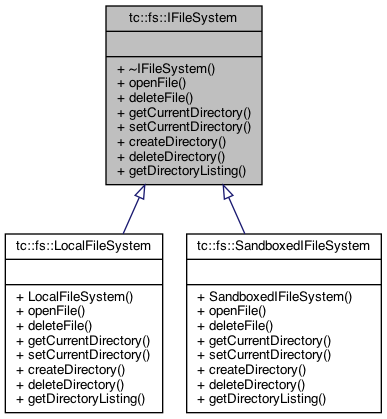 tc::fs::IFileSystem
+ ~IFileSystem()
+ openFile()
+ deleteFile()
+ getCurrentDirectory()
+ setCurrentDirectory()
+ createDirectory()
+ deleteDirectory()
+ getDirectoryListing()
tc::fs::LocalFileSystem
+ LocalFileSystem()
+ openFile()
+ deleteFile()
+ getCurrentDirectory()
+ setCurrentDirectory()
+ createDirectory()
+ deleteDirectory()
+ getDirectoryListing()
tc::fs::SandboxedIFileSystem
+ SandboxedIFileSystem()
+ openFile()
+ deleteFile()
+ getCurrentDirectory()
+ setCurrentDirectory()
+ createDirectory()
+ deleteDirectory()
+ getDirectoryListing()